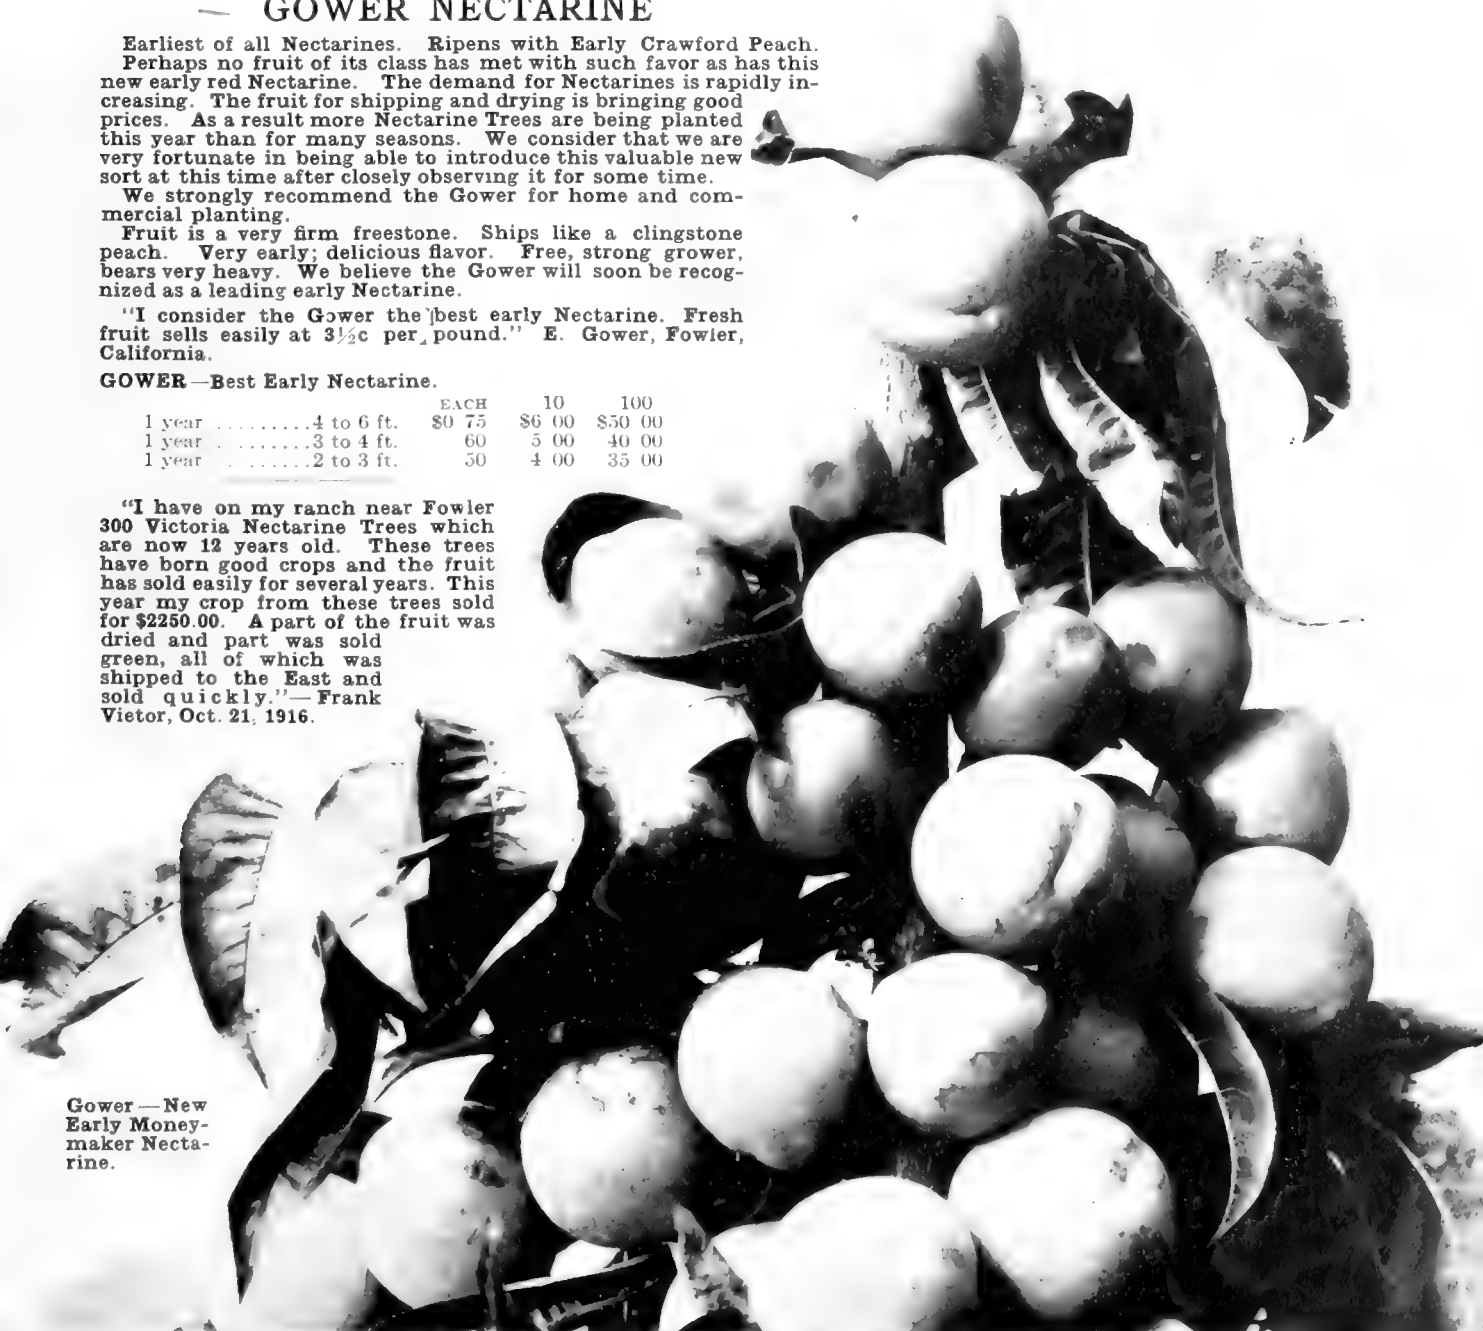 GOWER NECTARINE
Earliest of all Nectarines. Ripens with Early Crawford Peach.
Perhaps no fruit of its class has met with such favor as has this
new early red Nectarine. The demand for Nectarines is rapidly in-
creasing. The fruit for shipping and drying is bringing good
prices. As a result more Nectarine Trees are being planted
this year than for many seasons. We consider that we are
very fortunate in being able to introduce this valuable new
sort at this time after closely observing it for some time.
We strongly recommend the Gower for home and com-
mercial planting.
Fruit is a very firm freestone. Ships like a clingstone
peach. Very early; delicious flavor. Free, strong grower,
bears very heavy. We believe the Gower will soon be recog-
nized as a leading early Nectarine.
"I consider the Gower the best early Nectarine. Fresh
fruit sells easily at 3½c per pound." E. Gower, Fowler,
California.
GOWER—Best Early Nectarine.
EACH 10 100
1 year .........4 to 6 ft. $0 75 $6 00 $50 00
1 year . .......3 to 4 ft. 60 5 00 40 00
1 year . ......2 to 3 ft. 50 4 00 35 00
"I have on my ranch near Fowler
300 Victoria Nectarine Trees which
are now 12 years old. These trees
have born good crops and the fruit
has sold easily for several years. This
year my crop from these trees sold
for $2250.00. A part of the fruit was
dried and part was sold
green, all of which was
shipped to the East and
sold quickly."—Frank
Vietor, Oct. 21, 1916.
Gower—New
Early Money-
maker Necta-
rine.